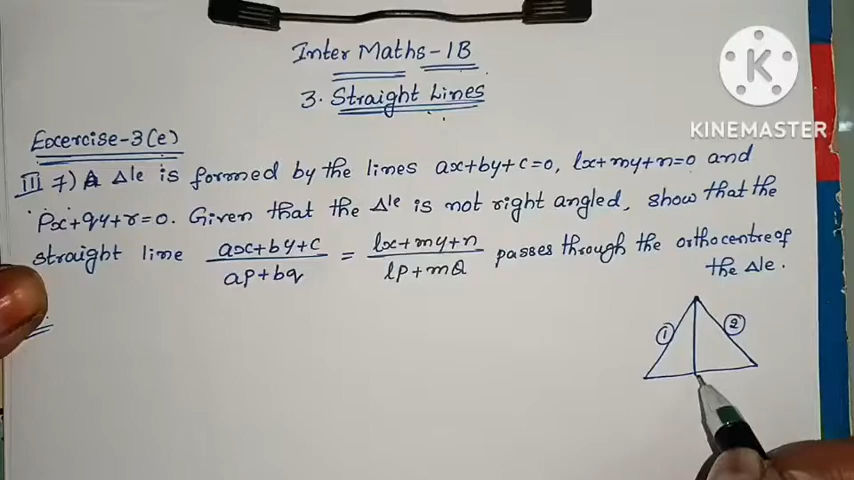 Inter Maths-1B
3. Straight Lines
Excercise-3(e)
III 7) A Δle is formed by the lines ax+by+c=0, lx+my+n=0 and
Px+qy+r=0. Given that the Δle is not right angled, show that the
straight line ax+by+c/ap+bq = lx+my+n/lp+mQ passes through the orthocentre of
the Δle.
1 2
K
KINEMASTER